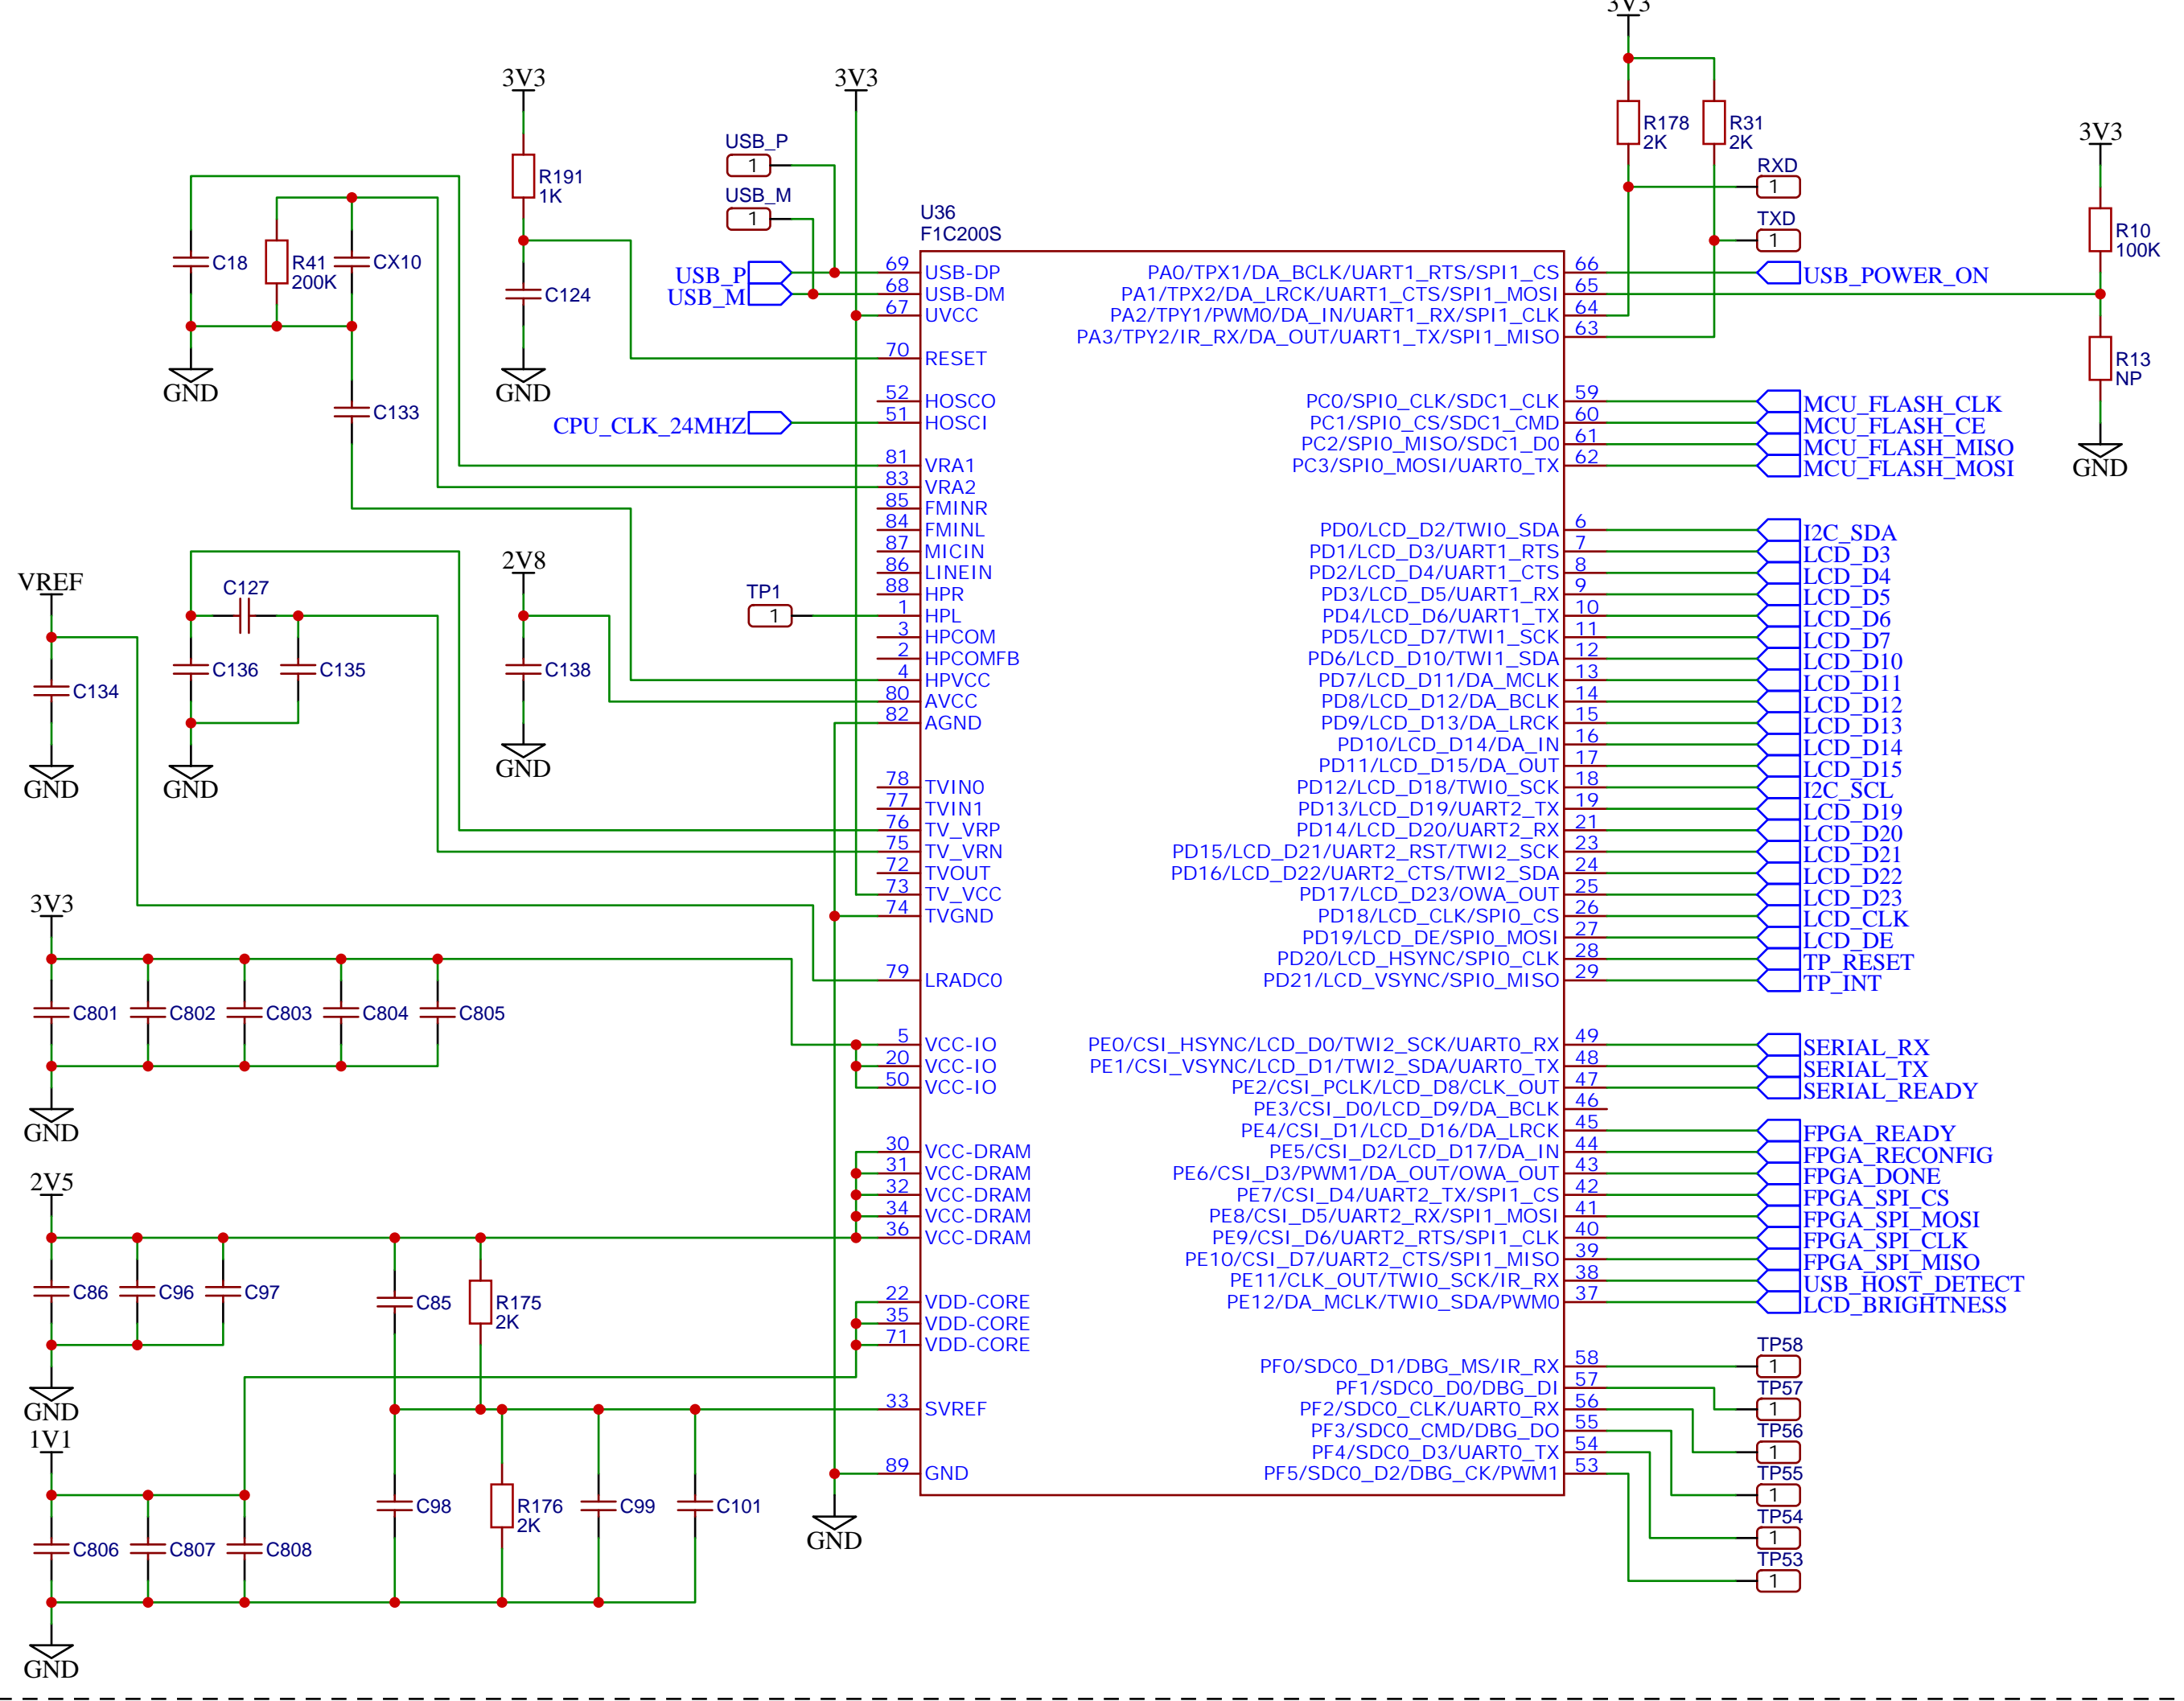 3V3
3V3
3V3
3V3
R178
2K
R31
2K
RXD
1
TXD
1
R10
100K
R13
NP
GND
R191
1K
C124
GND
USB_P
1
USB_M
1
C18
R41
200K
CX10
GND
C133
U36
F1C200S
USB_P
USB_M
CPU_CLK_24MHZ
69 USB-DP
68 USB-DM
67 UVCC
70 RESET
52 HOSCO
51 HOSCI
81 VRA1
83 VRA2
85 FMINR
84 FMINL
87 MICIN
86 LINEIN
88 HPR
1 HPL
3 HPCOM
2 HPCOMFB
4 HPVCC
80 AVCC
82 AGND
78 TVIN0
77 TVIN1
76 TV_VRP
75 TV_VRN
72 TVOUT
73 TV_VCC
74 TVGND
79 LRADC0
5 VCC-IO
20 VCC-IO
50 VCC-IO
30 VCC-DRAM
31 VCC-DRAM
32 VCC-DRAM
34 VCC-DRAM
36 VCC-DRAM
22 VDD-CORE
35 VDD-CORE
71 VDD-CORE
33 SVREF
89 GND
PA0/TPX1/DA_BCLK/UART1_RTS/SPI1_CS 66 USB_POWER_ON
PA1/TPX2/DA_LRCK/UART1_CTS/SPI1_MOSI 65
PA2/TPY1/PWM0/DA_IN/UART1_RX/SPI1_CLK 64
PA3/TPY2/IR_RX/DA_OUT/UART1_TX/SPI1_MISO 63
PC0/SPI0_CLK/SDC1_CLK 59 MCU_FLASH_CLK
PC1/SPI0_CS/SDC1_CMD 60 MCU_FLASH_CE
PC2/SPI0_MISO/SDC1_D0 61 MCU_FLASH_MISO
PC3/SPI0_MOSI/UART0_TX 62 MCU_FLASH_MOSI
PD0/LCD_D2/TWI0_SDA 6 I2C_SDA
PD1/LCD_D3/UART1_RTS 7 LCD_D3
PD2/LCD_D4/UART1_CTS 8 LCD_D4
PD3/LCD_D5/UART1_RX 9 LCD_D5
PD4/LCD_D6/UART1_TX 10 LCD_D6
PD5/LCD_D7/TWI1_SCK 11 LCD_D7
PD6/LCD_D10/TWI1_SDA 12 LCD_D10
PD7/LCD_D11/DA_MCLK 13 LCD_D11
PD8/LCD_D12/DA_BCLK 14 LCD_D12
PD9/LCD_D13/DA_LRCK 15 LCD_D13
PD10/LCD_D14/DA_IN 16 LCD_D14
PD11/LCD_D15/DA_OUT 17 LCD_D15
PD12/LCD_D18/TWI0_SCK 18 I2C_SCL
PD13/LCD_D19/UART2_TX 19 LCD_D19
PD14/LCD_D20/UART2_RX 21 LCD_D20
PD15/LCD_D21/UART2_RST/TWI2_SCK 23 LCD_D21
PD16/LCD_D22/UART2_CTS/TWI2_SDA 24 LCD_D22
PD17/LCD_D23/OWA_OUT 25 LCD_D23
PD18/LCD_CLK/SPI0_CS 26 LCD_CLK
PD19/LCD_DE/SPI0_MOSI 27 LCD_DE
PD20/LCD_HSYNC/SPI0_CLK 28 TP_RESET
PD21/LCD_VSYNC/SPI0_MISO 29 TP_INT
PE0/CSI_HSYNC/LCD_D0/TWI2_SCK/UART0_RX 49 SERIAL_RX
PE1/CSI_VSYNC/LCD_D1/TWI2_SDA/UART0_TX 48 SERIAL_TX
PE2/CSI_PCLK/LCD_D8/CLK_OUT 47 SERIAL_READY
PE3/CSI_D0/LCD_D9/DA_BCLK 46
PE4/CSI_D1/LCD_D16/DA_LRCK 45 FPGA_READY
PE5/CSI_D2/LCD_D17/DA_IN 44 FPGA_RECONFIG
PE6/CSI_D3/PWM1/DA_OUT/OWA_OUT 43 FPGA_DONE
PE7/CSI_D4/UART2_TX/SPI1_CS 42 FPGA_SPI_CS
PE8/CSI_D5/UART2_RX/SPI1_MOSI 41 FPGA_SPI_MOSI
PE9/CSI_D6/UART2_RTS/SPI1_CLK 40 FPGA_SPI_CLK
PE10/CSI_D7/UART2_CTS/SPI1_MISO 39 FPGA_SPI_MISO
PE11/CLK_OUT/TWI0_SCK/IR_RX 38 USB_HOST_DETECT
PE12/DA_MCLK/TWI0_SDA/PWM0 37 LCD_BRIGHTNESS
PF0/SDC0_D1/DBG_MS/IR_RX 58
PF1/SDC0_D0/DBG_DI 57
PF2/SDC0_CLK/UART0_RX 56
PF3/SDC0_CMD/DBG_DO 55
PF4/SDC0_D3/UART0_TX 54
PF5/SDC0_D2/DBG_CK/PWM1 53
TP58
1
TP57
1
TP56
1
TP55
1
TP54
1
TP53
1
VREF
C134
GND
C127
C136
C135
GND
2V8
C138
GND
TP1
1
3V3
C801
C802
C803
C804
C805
GND
2V5
C86
C96
C97
C85
R175
2K
GND
1V1
C806
C807
C808
C98
R176
2K
C99
C101
GND
GND